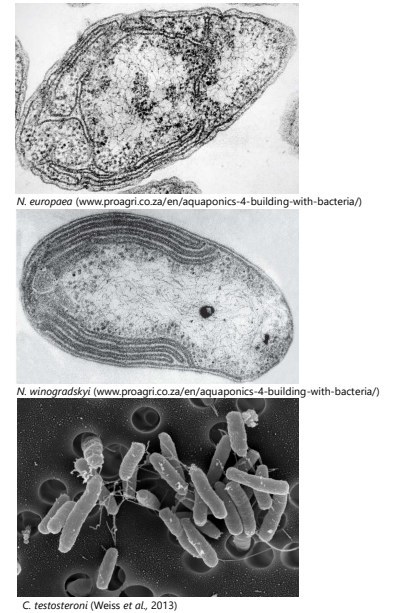 N. europaea (www.proagri.co.za/en/aquaponics-4-building-with-bacteria/)
N. winogradskyi (www.proagri.co.za/en/aquaponics-4-building-with-bacteria/)
C. testosteroni (Weiss et al., 2013)